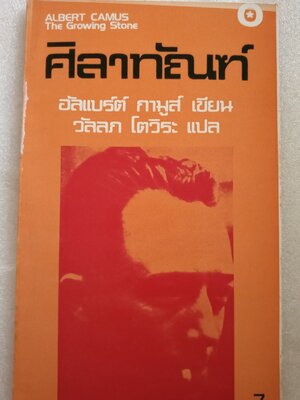 ALBERT CAMUS
The Growing Stone
ศิลาทัณฑ์
อัลแบร์ต์ กามูส์ เขียน
วัลลภ โตวิระ แปล